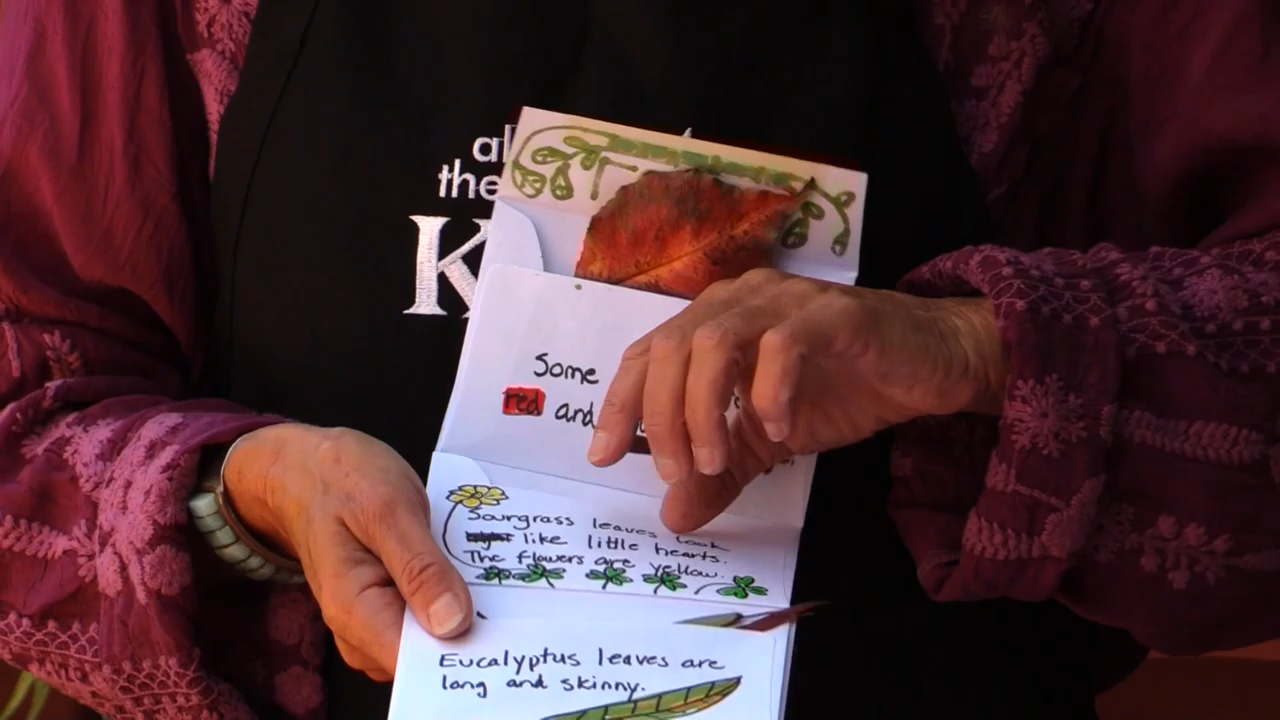 the
K
Some
red and
Sourgrass leaves look
like little hearts.
The flowers are yellow.
Eucalyptus leaves are
long and skinny.